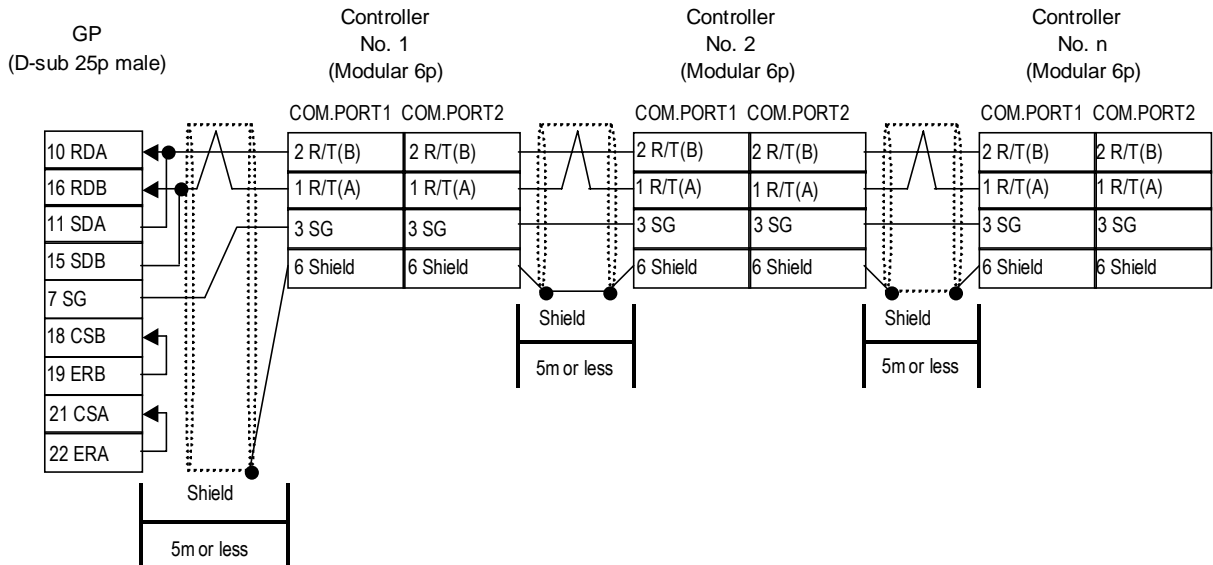 GP
(D-sub 25p male)
Controller
No. 1
(Modular 6p)
Controller
No. 2
(Modular 6p)
Controller
No. n
(Modular 6p)
COM.PORT1 COM.PORT2
COM.PORT1 COM.PORT2
COM.PORT1 COM.PORT2
10 RDA
16 RDB
11 SDA
15 SDB
7 SG
18 CSB
19 ERB
21 CSA
22 ERA
2 R/T(B) 2 R/T(B)
1 R/T(A) 1 R/T(A)
3 SG 3 SG
6 Shield 6 Shield
2 R/T(B) 2 R/T(B)
1 R/T(A) 1 R/T(A)
3 SG 3 SG
6 Shield 6 Shield
2 R/T(B) 2 R/T(B)
1 R/T(A) 1 R/T(A)
3 SG 3 SG
6 Shield 6 Shield
Shield
5m or less
Shield
5m or less
Shield
5m or less